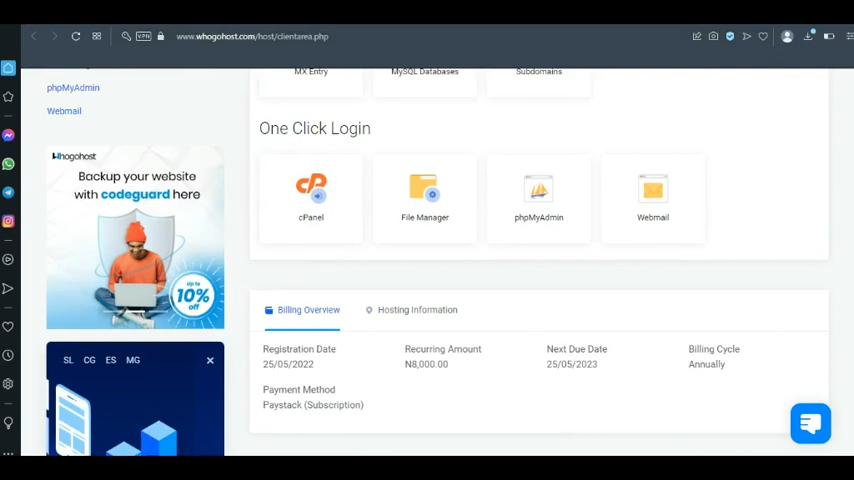 VPN
www.whogohost.com/host/clientarea.php
MX Entry
MySQL Databases
Subdomains
phpMyAdmin
Webmail
One Click Login
cPanel
File Manager
phpMyAdmin
Webmail
Whogohost
Backup your website
with codeguard here
Up to
10%
off
SL CG ES MG
Billing Overview
Hosting Information
Registration Date
25/05/2022
Recurring Amount
N8,000.00
Next Due Date
25/05/2023
Billing Cycle
Annually
Payment Method
Paystack (Subscription)